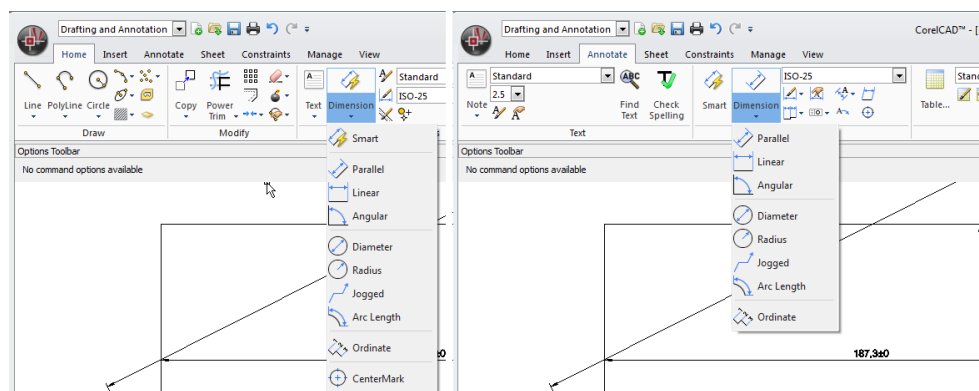 Drafting and Annotation
Home Insert Annotate Sheet Constraints Manage View
Standard
ISO-25
Line PolyLine Circle
Copy Power Trim
Text Dimension
Draw
Modify
Options Toolbar
No command options available
Smart
Parallel
Linear
Angular
Diameter
Radius
Jogged
Arc Length
Ordinate
CenterMark
Drafting and Annotation
CorelCAD™ - [
Home Insert Annotate Sheet Constraints Manage View
Standard
2.5
Note
Find Text
Check Spelling
Smart Dimension
ISO-25
Table...
Text
Options Toolbar
No command options available
Parallel
Linear
Angular
Diameter
Radius
Jogged
Arc Length
Ordinate
187,3±0